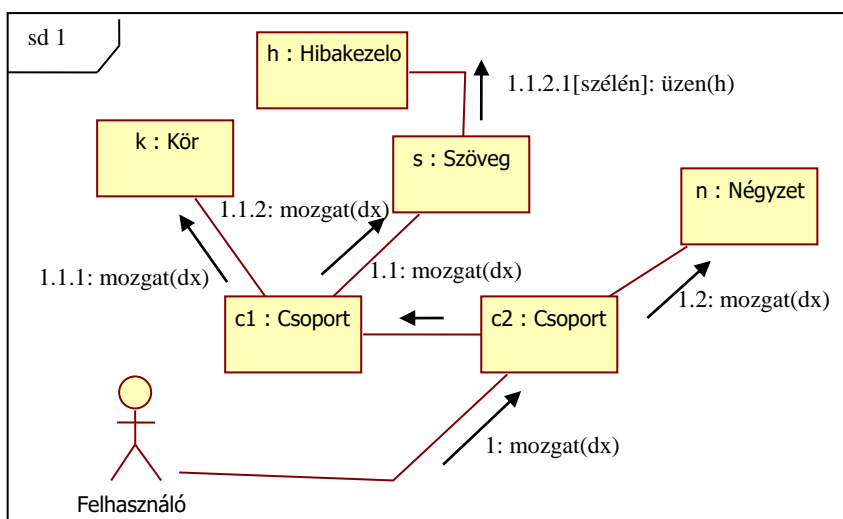 sd 1
h : Hibakezelo
1.1.2.1[szélén]: üzen(h)
k : Kör
s : Szöveg
n : Négyzet
1.1.2: mozgat(dx)
1.1.1: mozgat(dx)
1.1: mozgat(dx)
1.2: mozgat(dx)
c1 : Csoport
c2 : Csoport
1: mozgat(dx)
Felhasználó